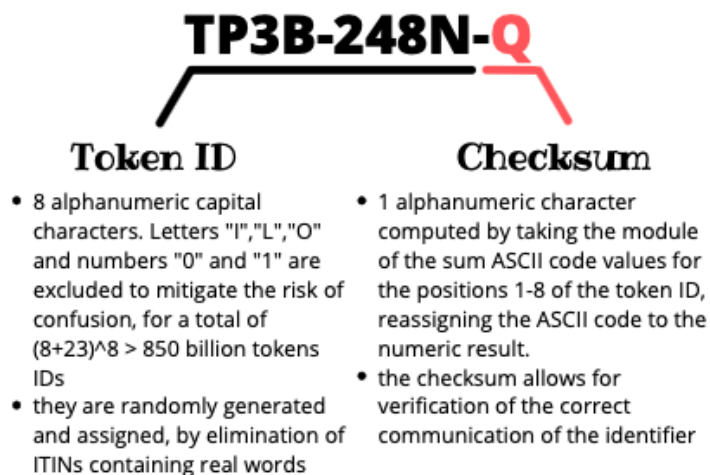 TP3B-248N-Q
Token ID
• 8 alphanumeric capital
characters. Letters "I","L","O"
and numbers "0" and "1" are
excluded to mitigate the risk of
confusion, for a total of
(8+23)^8 > 850 billion tokens
IDs
• they are randomly generated
and assigned, by elimination of
ITINs containing real words
Checksum
• 1 alphanumeric character
computed by taking the module
of the sum ASCII code values for
the positions 1-8 of the token ID,
reassigning the ASCII code to the
numeric result.
• the checksum allows for
verification of the correct
communication of the identifier